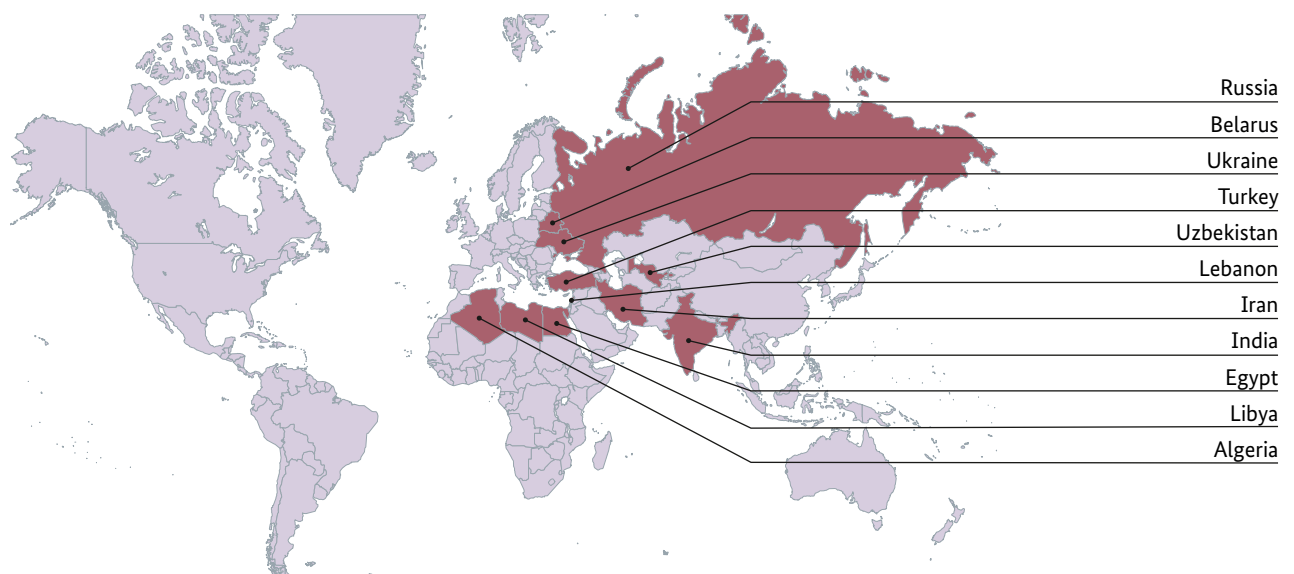 Russia
Belarus
Ukraine
Turkey
Uzbekistan
Lebanon
Iran
India
Egypt
Libya
Algeria